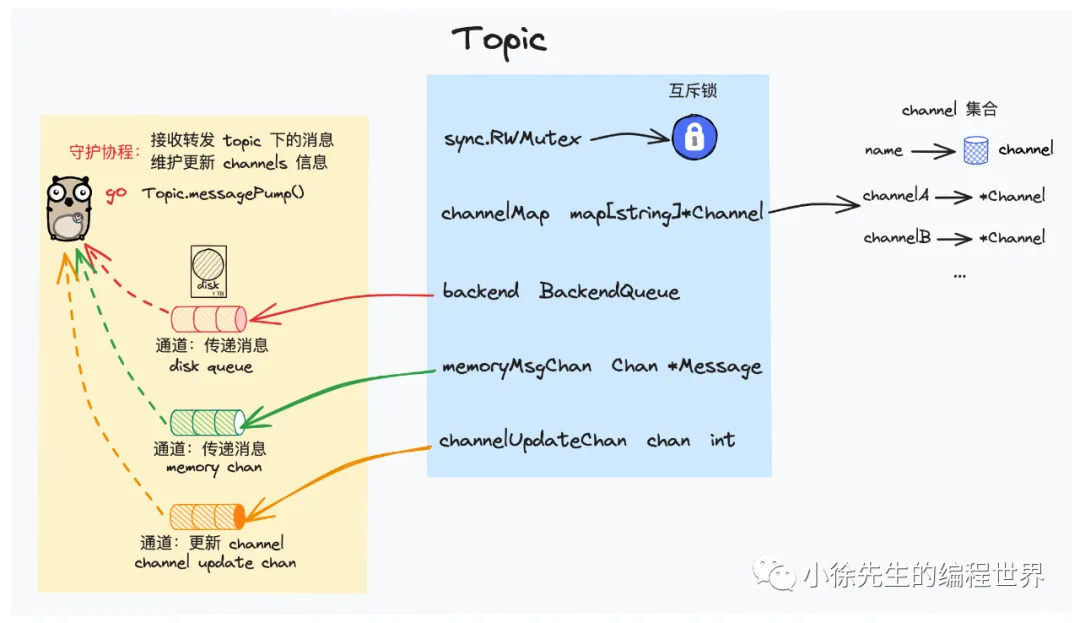 Topic
守护协程:
接收转发 topic 下的消息
维护更新 channels 信息
go Topic.messagePump()
disk
1 TB
通道: 传递消息
disk queue
通道: 传递消息
memory chan
通道: 更新 channel
channel update chan
互斥锁
sync.RWMutex
channelMap map[string]*Channel
backend BackendQueue
memoryMsgChan Chan *Message
channelUpdateChan chan int
channel 集合
name channel
channelA *Channel
channelB *Channel
...
小徐先生的编程世界